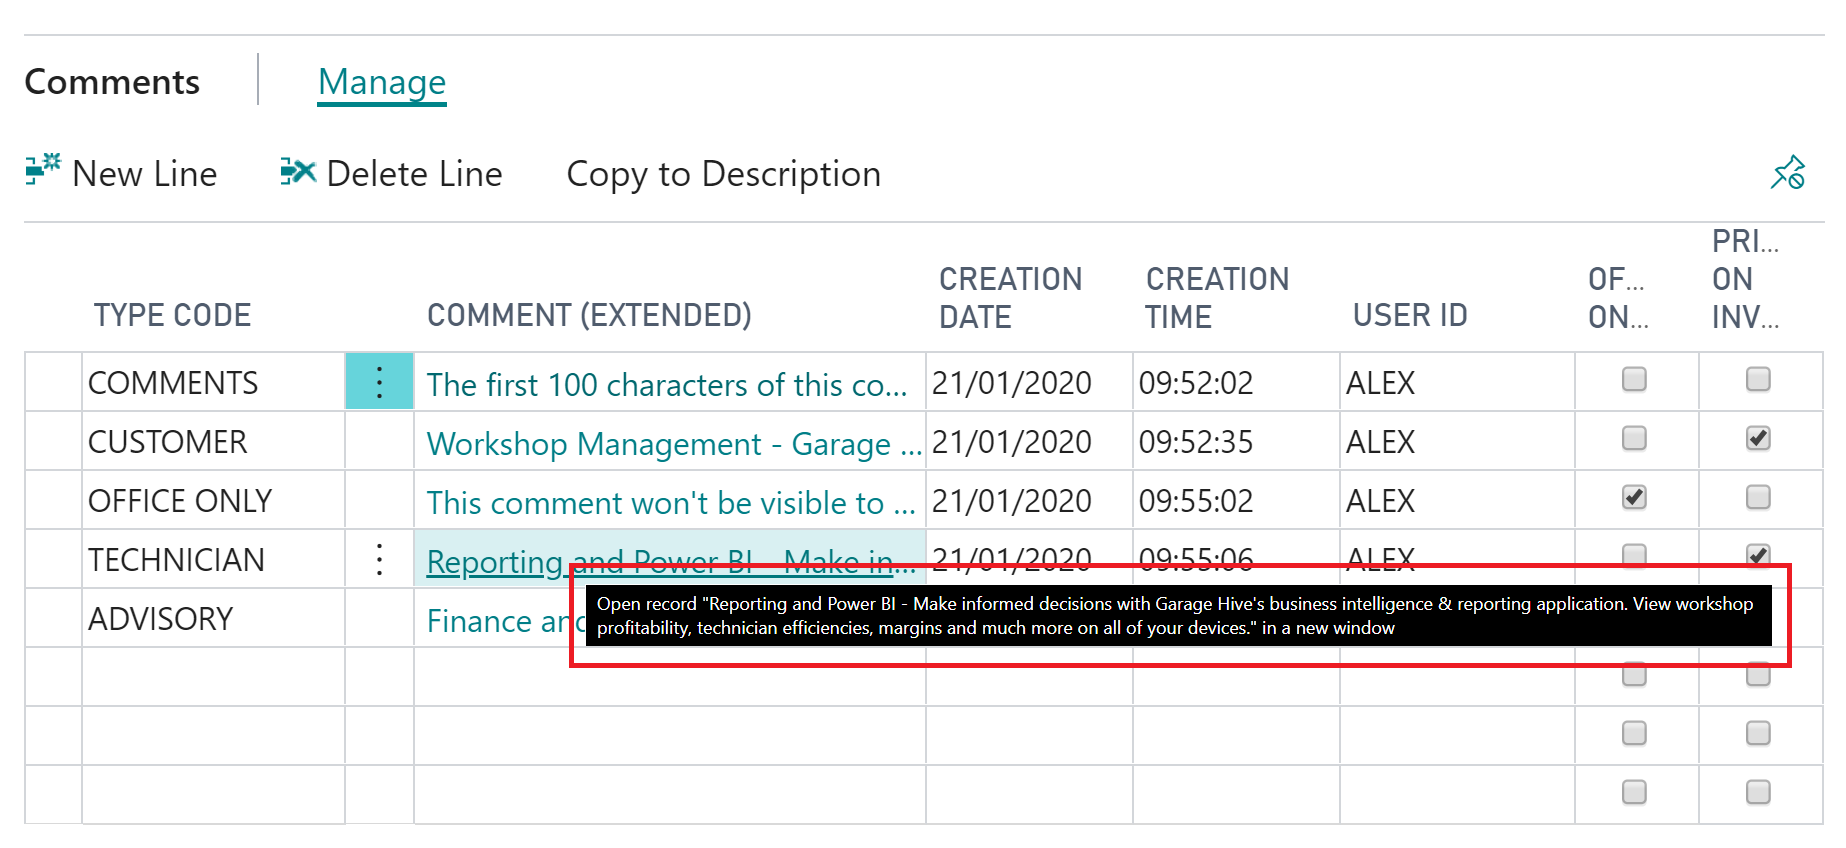 Comments Manage
New Line Delete Line Copy to Description
TYPE CODE COMMENT (EXTENDED) CREATION DATE CREATION TIME USER ID OF... ON... PRI... ON INV...
COMMENTS The first 100 characters of this co... 21/01/2020 09:52:02 ALEX
CUSTOMER Workshop Management - Garage ... 21/01/2020 09:52:35 ALEX
OFFICE ONLY This comment won't be visible to ... 21/01/2020 09:55:02 ALEX
TECHNICIAN Reporting and Power BI - Make in... 21/01/2020 09:55:06 ALEX
ADVISORY Finance
Open record "Reporting and Power BI - Make informed decisions with Garage Hive's business intelligence & reporting application. View workshop
profitability, technician efficiencies, margins and much more on all of your devices." in a new window